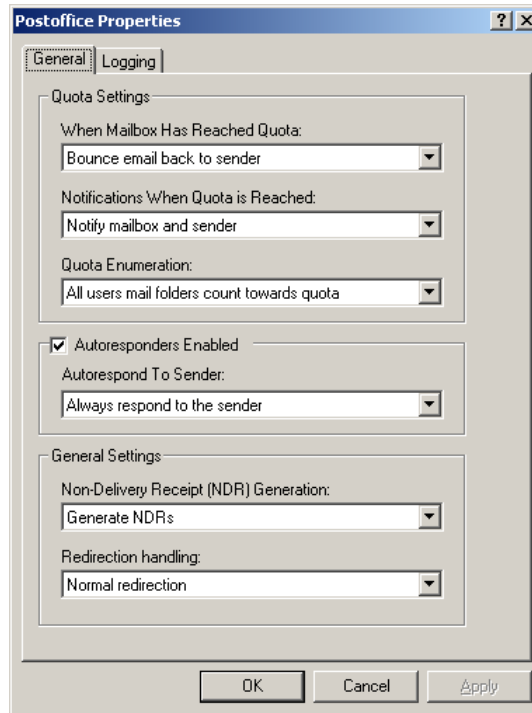 Postoffice Properties
General
Logging
Quota Settings
When Mailbox Has Reached Quota:
Bounce email back to sender
Notifications When Quota is Reached:
Notify mailbox and sender
Quota Enumeration:
All users mail folders count towards quota
Autoresponders Enabled
Autorespond To Sender:
Always respond to the sender
General Settings
Non-Delivery Receipt (NDR) Generation:
Generate NDRs
Redirection handling:
Normal redirection
OK
Cancel
Apply